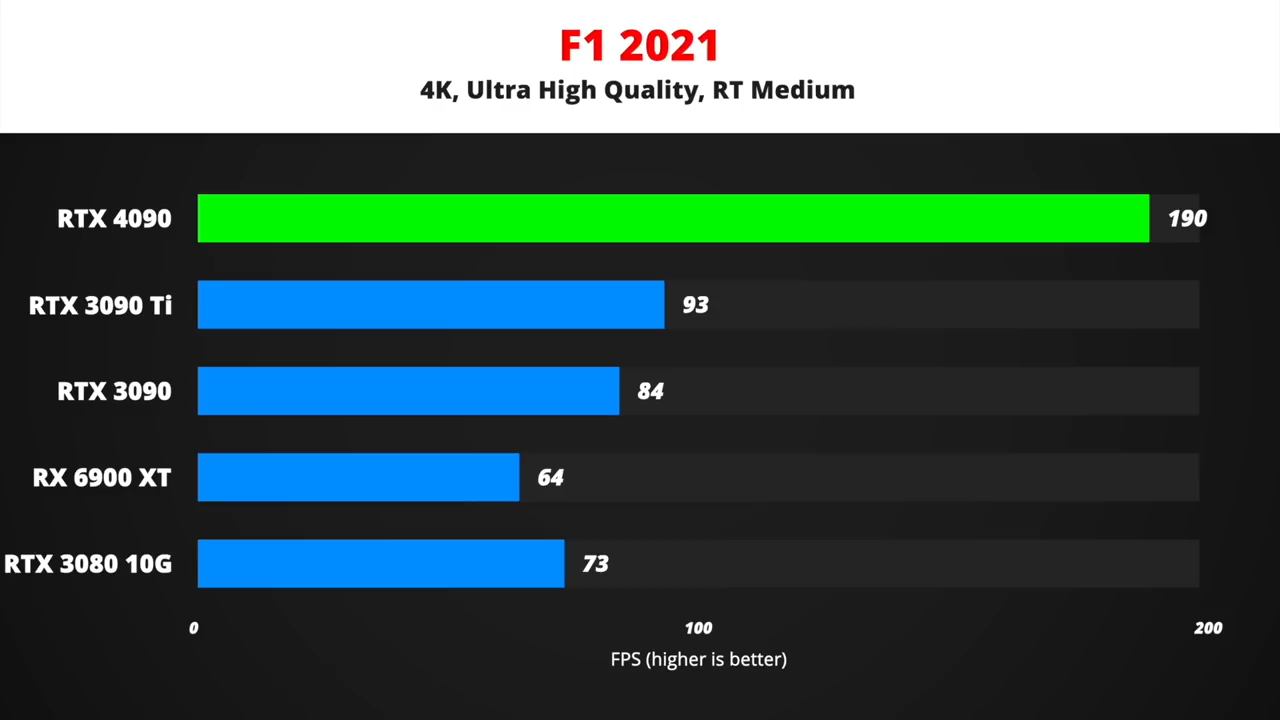 F1 2021
4K, Ultra High Quality, RT Medium
RTX 4090 190
RTX 3090 Ti 93
RTX 3090 84
RX 6900 XT 64
RTX 3080 10G 73
0 100 200
FPS (higher is better)